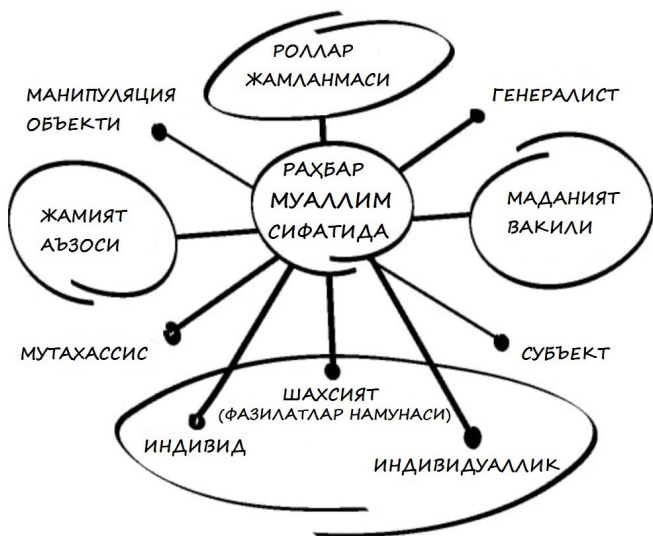 РОЛЛАР
ЖАМЛАНМАСИ
МАНИПУЛЯЦИЯ
ОБЪЕКТИ
ГЕНЕРАЛИСТ
РАҲБАР
МУАЛЛИМ
СИФАТИДА
ЖАМИЯТ
АЪЗОСИ
МАДАНИЯТ
ВАКИЛИ
МУТАХАССИС
СУБЪЕКТ
ШАХСИЯТ
(ФАЗИЛАТЛАР НАМУНАСИ)
ИНДИВИД
ИНДИВИДУАЛЛИК